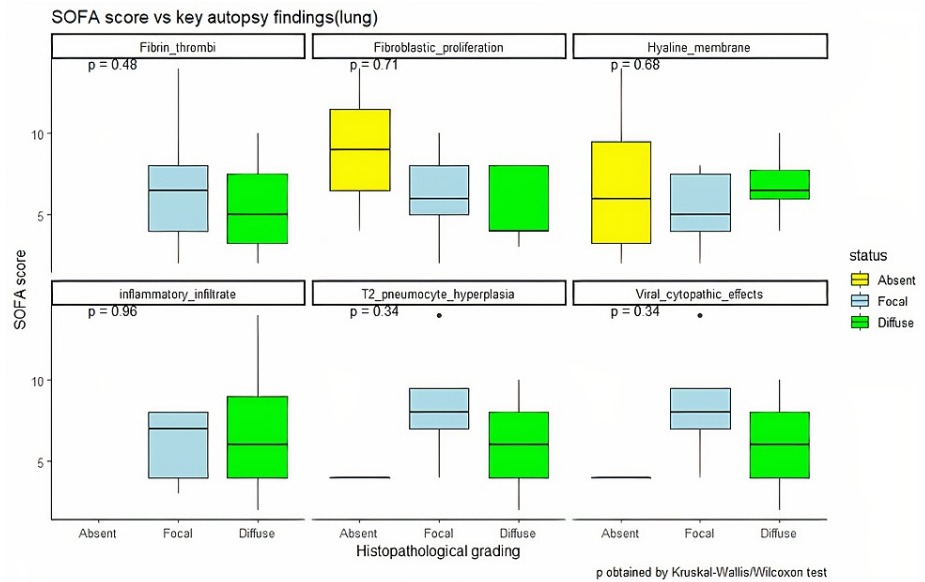 SOFA score vs key autopsy findings(lung)
Fibrin_thrombi
Fibroblastic_proliferation
Hyaline_membrane
p = 0.48
p = 0.71
p = 0.68
10
5
inflammatory_infiltrate
T2_pneumocyte_hyperplasia
Viral_cytopathic_effects
p = 0.96
p = 0.34
p = 0.34
10
5
SOFA score
Absent
Focal
Diffuse
Absent
Focal
Diffuse
Absent
Focal
Diffuse
Histopathological grading
status
Absent
Focal
Diffuse
p obtained by Kruskal-Wallis/Wilcoxon test